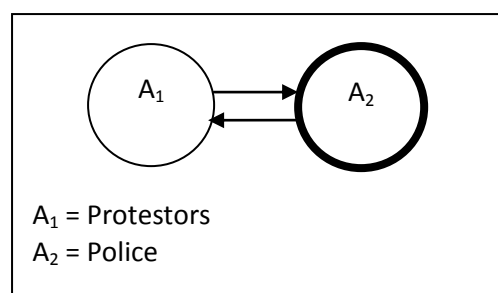 A₁ A₂
A₁ = Protestors
A₂ = Police